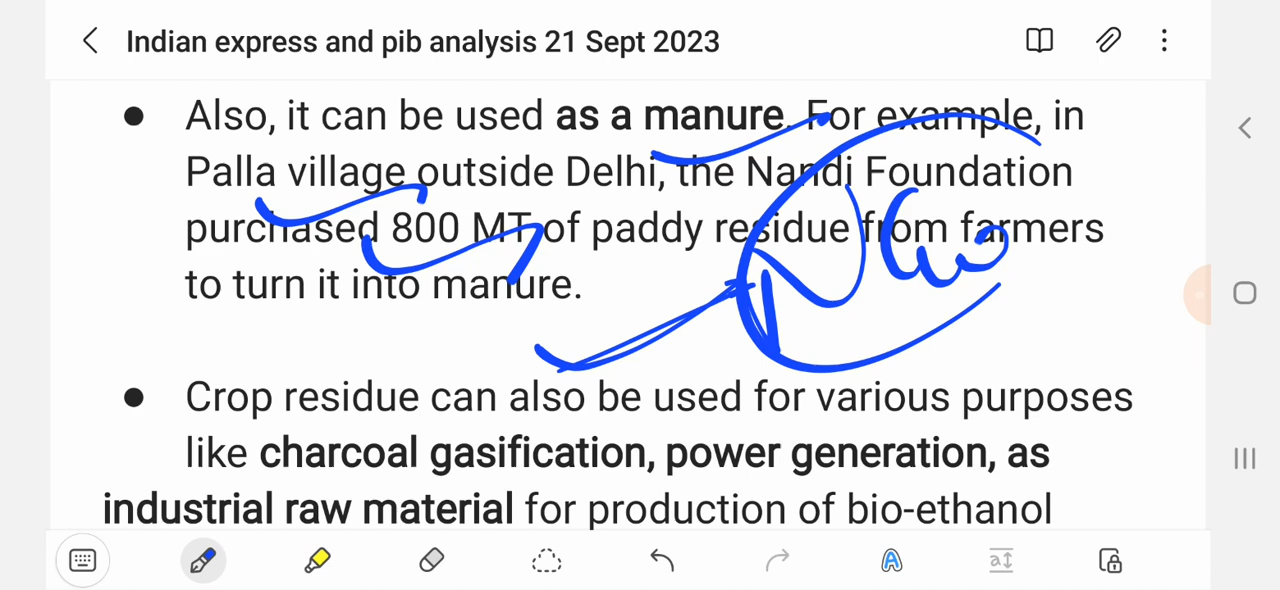 Indian express and pib analysis 21 Sept 2023
● Also, it can be used as a manure. For example, in
Palla village outside Delhi, the Nandi Foundation
purchased 800 MT of paddy residue from farmers
to turn it into manure.
● Crop residue can also be used for various purposes
like charcoal gasification, power generation, as
industrial raw material for production of bio-ethanol